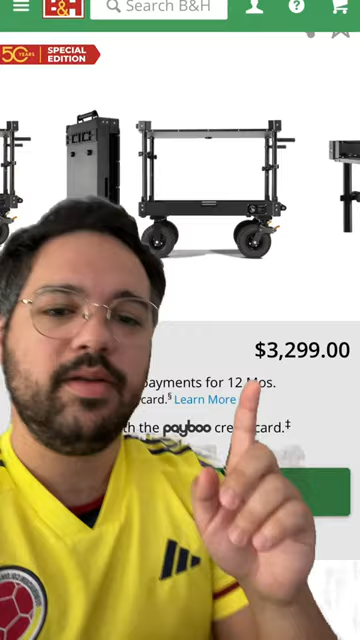 B&H
Search B&H
50 YEARS
SPECIAL
EDITION
$3,299.00
payments for 12 Mos.
card.§ Learn More
the payboo credit card.‡